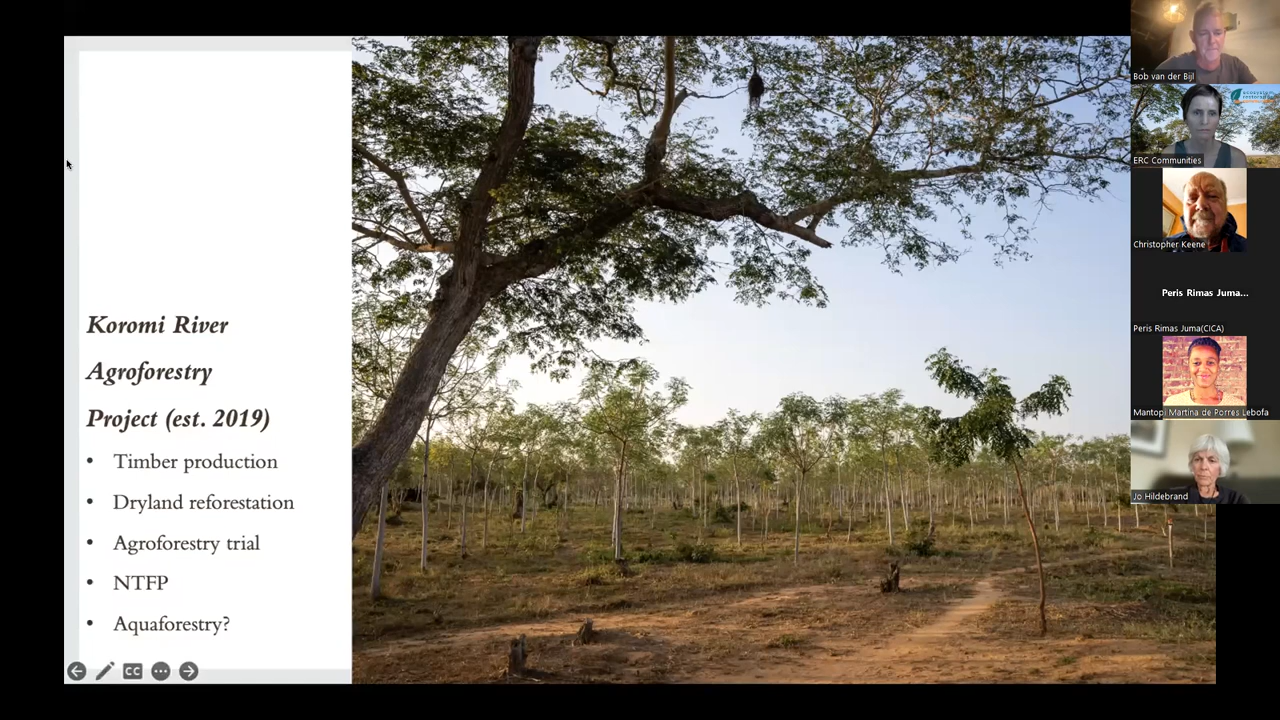 Koromi River
Agroforestry
Project (est. 2019)
• Timber production
• Dryland reforestation
• Agroforestry trial
• NTFP
• Aquaforestry?
CC
Bob van der Bijl
ERC Communities
Christopher Keene
Peris Rimas Juma...
Peris Rimas Juma(CICA)
Mantopi Martina de Porres Lebofa
Jo Hildebrand